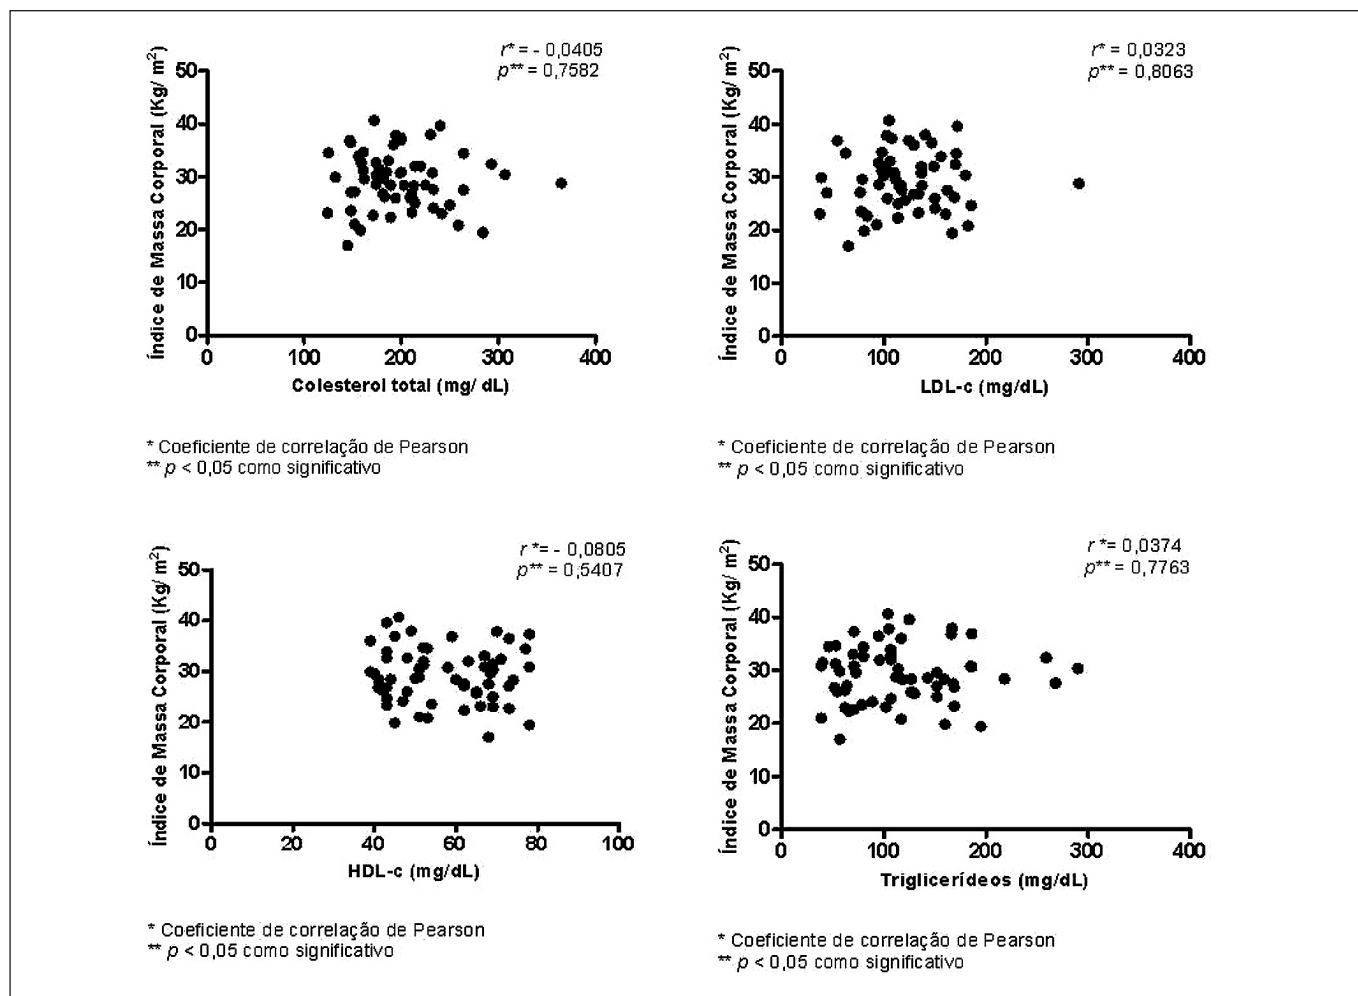 r* = - 0,0405
p** = 0,7582
Índice de Massa Corporal (Kg/ m²)
50
40
30
20
10
0
0 100 200 300 400
Colesterol total (mg/ dL)
* Coeficiente de correlação de Pearson
** p < 0,05 como significativo
r* = 0,0323
p** = 0,8063
Índice de Massa Corporal (Kg/ m²)
50
40
30
20
10
0
0 100 200 300 400
LDL-c (mg/dL)
* Coeficiente de correlação de Pearson
** p < 0,05 como significativo
r *= - 0,0805
p** = 0,5407
Índice de Massa Corporal (Kg/ m²)
50
40
30
20
10
0
0 20 40 60 80 100
HDL-c (mg/dL)
* Coeficiente de correlação de Pearson
** p < 0,05 como significativo
r *= 0,0374
p** = 0,7763
Índice de Massa Corporal (Kg/ m²)
50
40
30
20
10
0
0 100 200 300 400
Triglicerídeos (mg/dL)
* Coeficiente de correlação de Pearson
** p < 0,05 como significativo